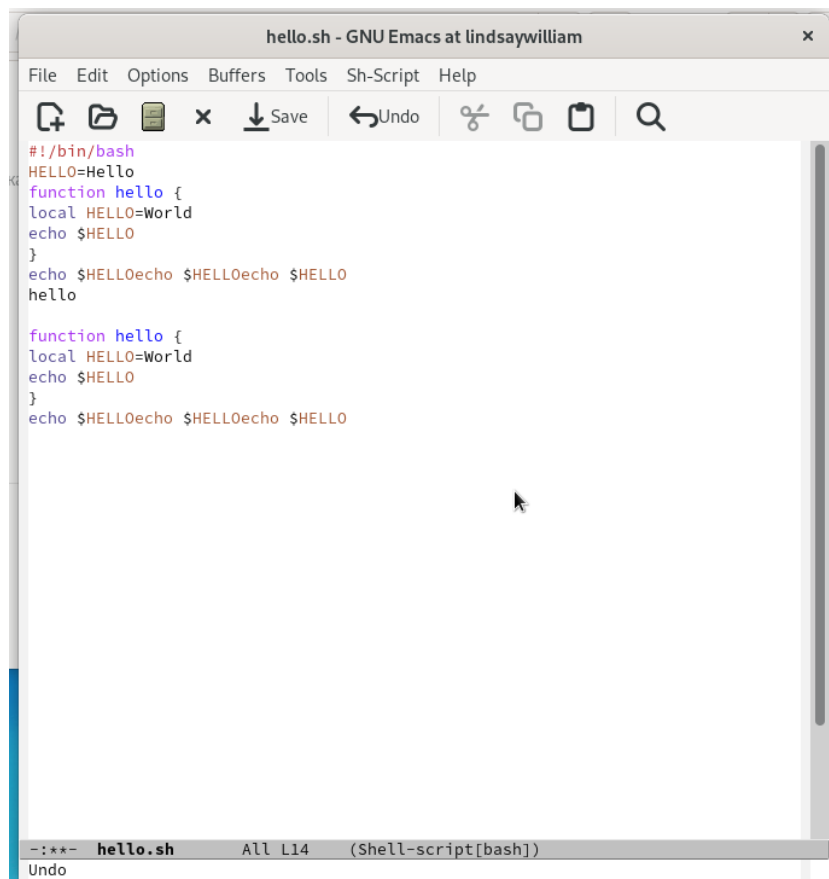 hello.sh - GNU Emacs at lindsaywilliam
File Edit Options Buffers Tools Sh-Script Help
Save Undo
#!/bin/bash
HELLO=Hello
function hello {
local HELLO=World
echo $HELLO
}
echo $HELLOecho $HELLOecho $HELLO
hello
function hello {
local HELLO=World
echo $HELLO
}
echo $HELLOecho $HELLOecho $HELLO
-:**- hello.sh All L14 (Shell-script[bash])
Undo